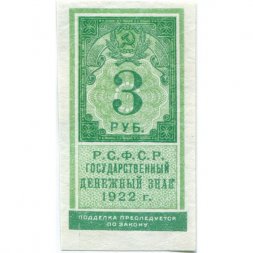 3
РУБ.
Р.С.Ф.С.Р.
ГОСУДАРСТВЕННЫЙ
ДЕНЕЖНЫЙ ЗНАК
1922 г.
ПОДДЕЛКА ПРЕСЛЕДУЕТСЯ
ПО ЗАКОНУ.